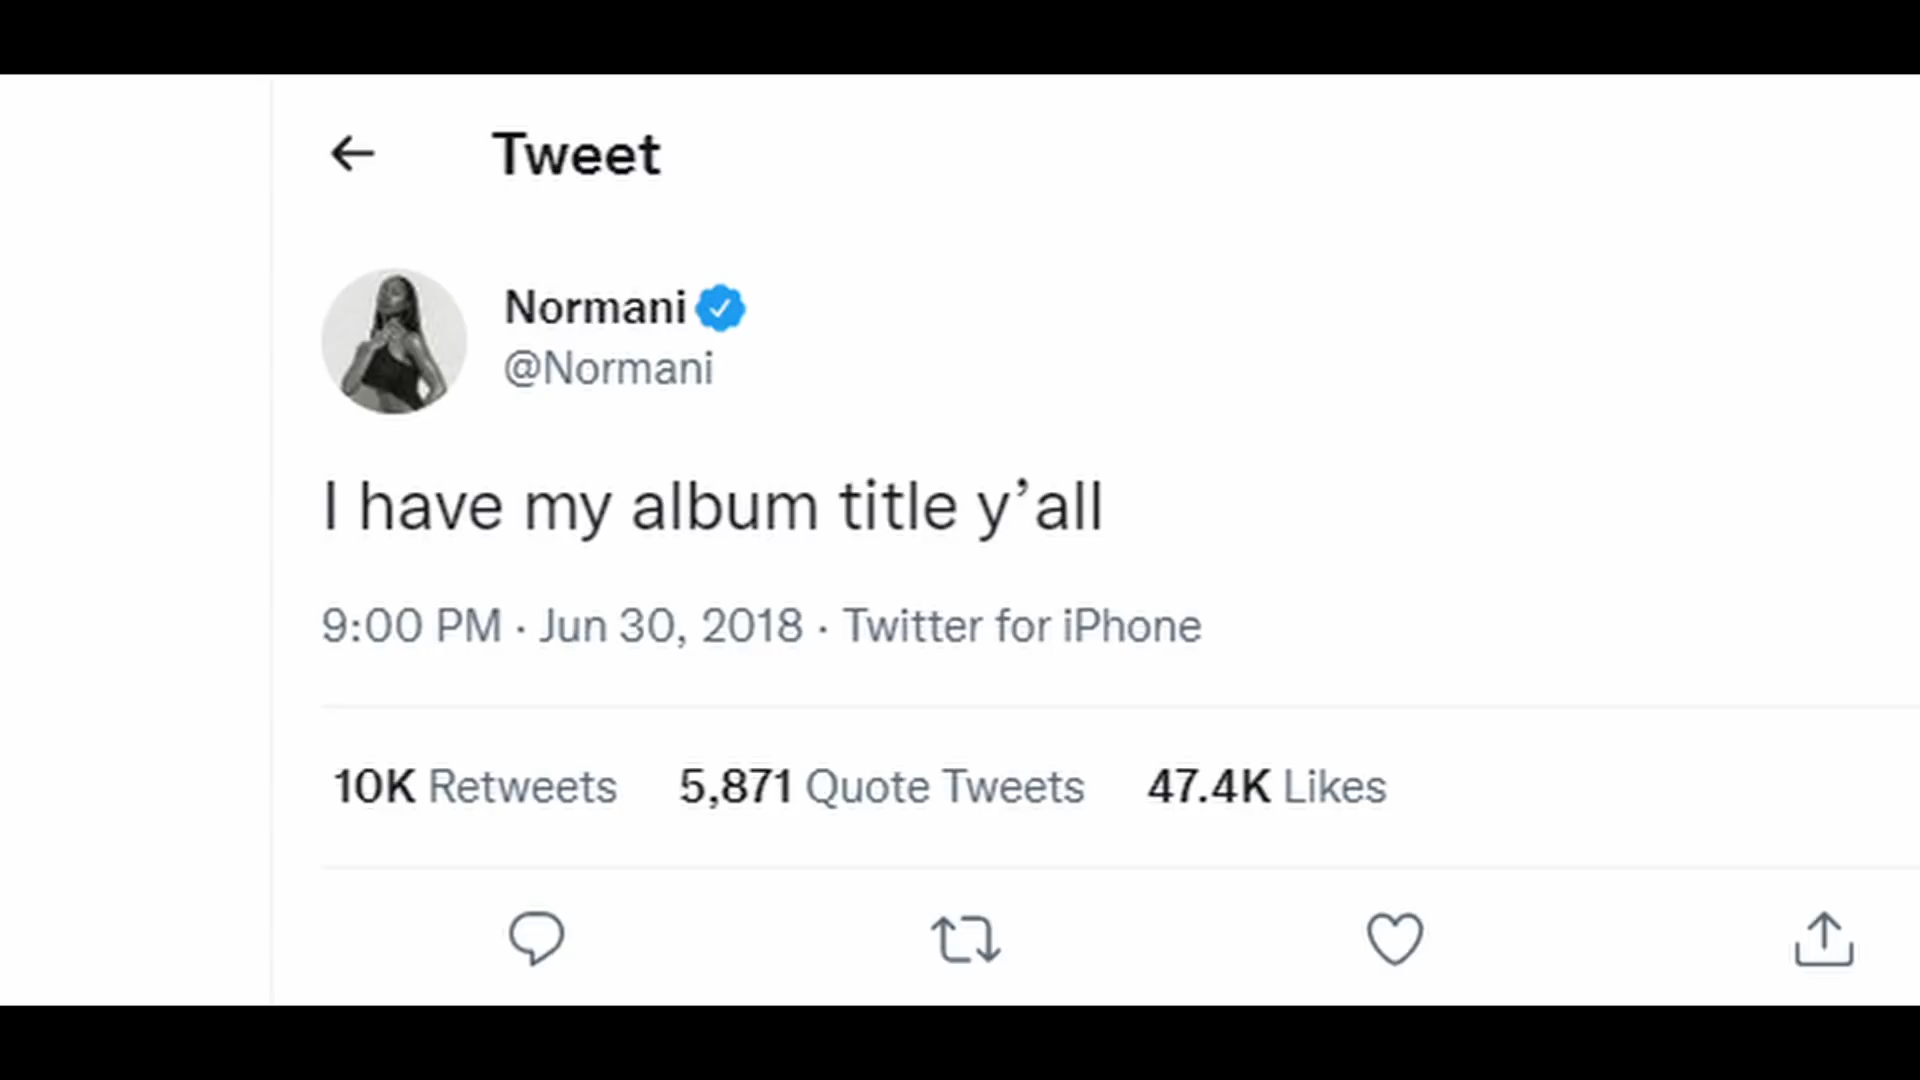 Tweet
Normani
@Normani
I have my album title y’all
9:00 PM · Jun 30, 2018 · Twitter for iPhone
10K Retweets 5,871 Quote Tweets 47.4K Likes